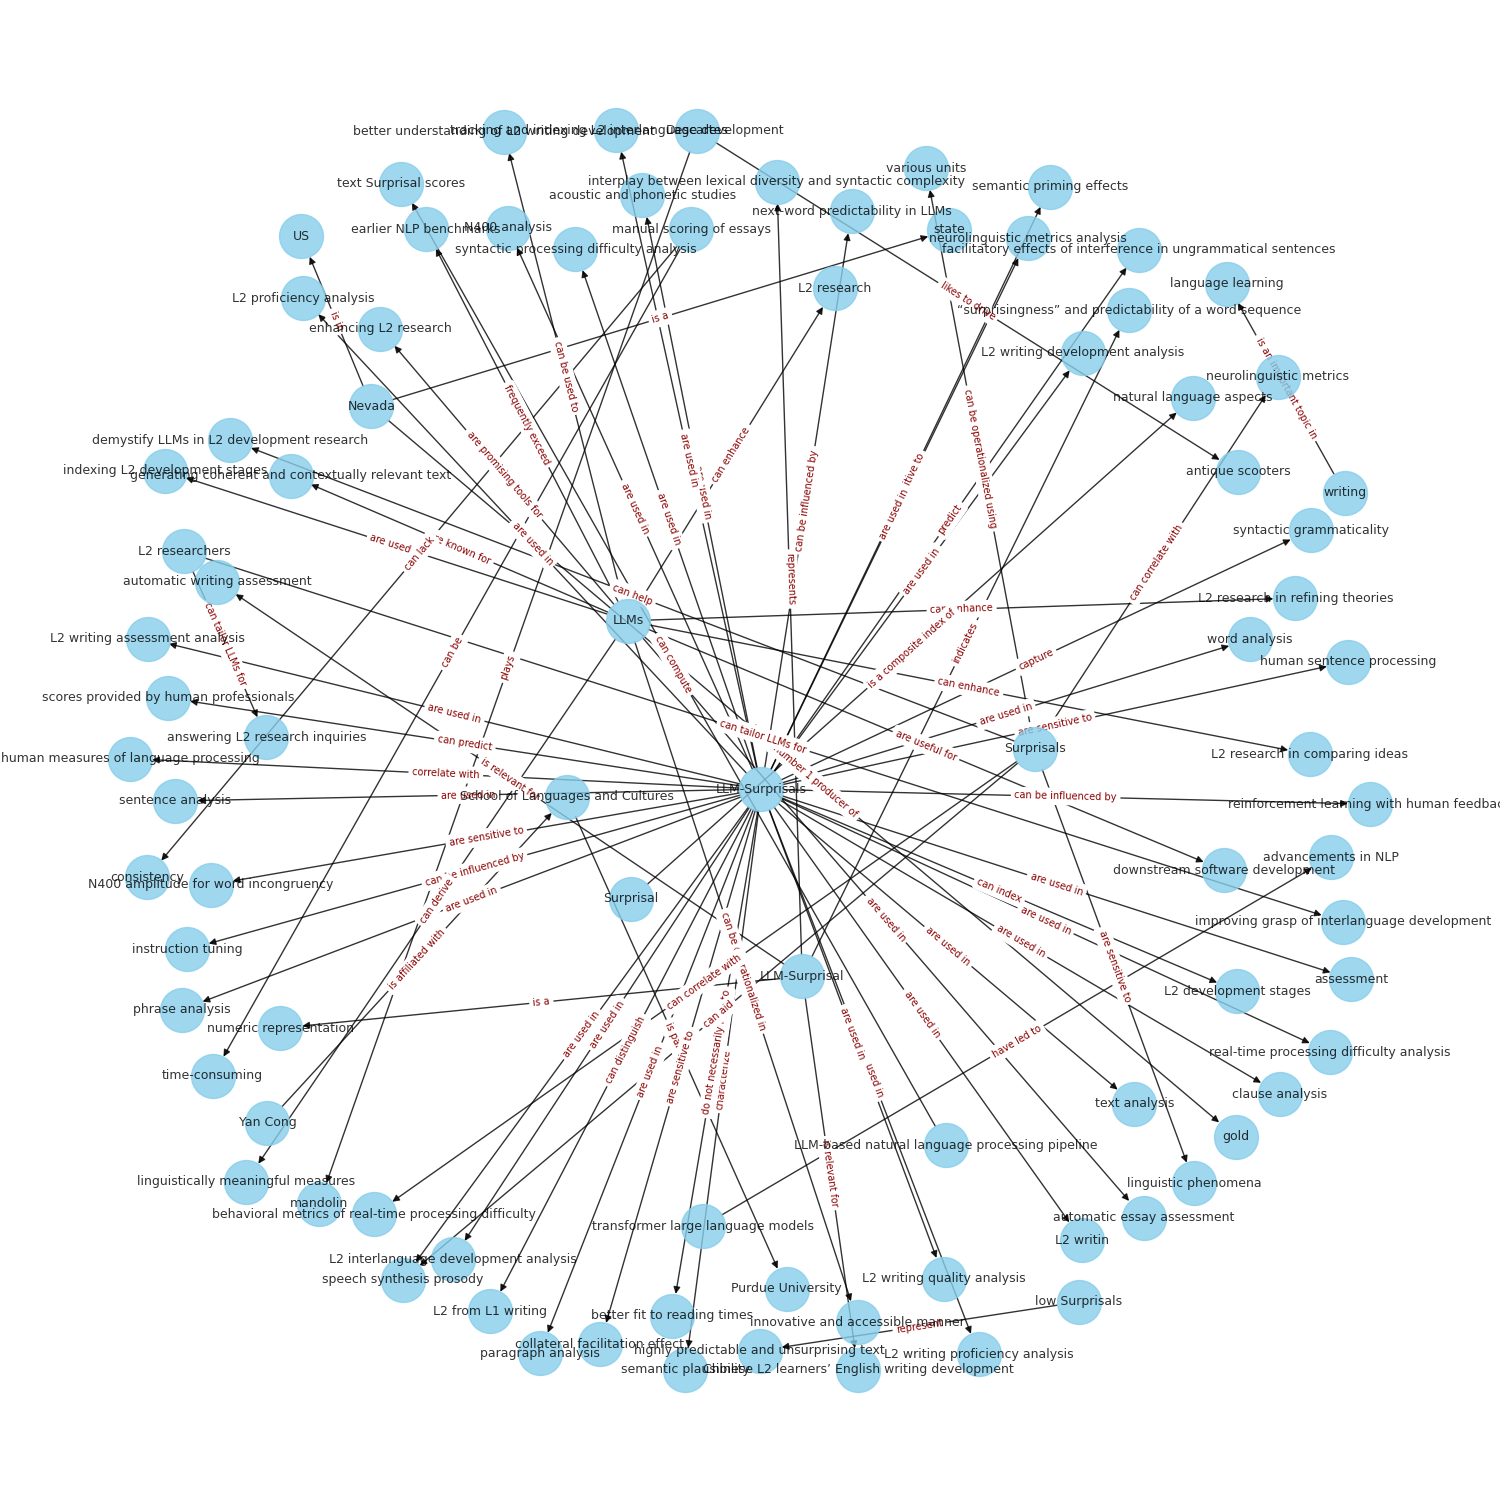 better understanding of L2 writing development
tracking and indexing L2 interlanguage development
Descartes
various units
interplay between lexical diversity and syntactic complexity
text Surprisal scores
semantic priming effects
acoustic and phonetic studies
next-word predictability in LLMs
earlier NLP benchmarks
N400 analysis
manual scoring of essays
state
US
neurolinguistic metrics analysis
syntactic processing difficulty analysis
facilitatory effects of interference in ungrammatical sentences
language learning
L2 research
likes to drive
L2 proficiency analysis
“surprisingness” and predictability of a word sequence
is in
is a
enhancing L2 research
L2 writing development analysis
is an important topic in
can be used to
neurolinguistic metrics
natural language aspects
Nevada
frequently exceed
demystify LLMs in L2 development research
are promising tools for
can enhance
are used in
are used in
can be operationalized using
indexing L2 development stages
generating coherent and contextually relevant text
antique scooters
writing
can be influenced by
are used in
are used in
are used in
syntactic grammaticality
predict
L2 researchers
are used
are known for
can lack
are used in
represents
are used in
can correlate with
automatic writing assessment
can help
L2 research in refining theories
can enhance
LLMs
is a composite index of
can tailor LLMs for
L2 writing assessment analysis
word analysis
can be
plays
can compute
indicates
capture
human sentence processing
can enhance
scores provided by human professionals
are used in
are used in
are sensitive to
answering L2 research inquiries
can predict
can tailor LLMs for
are useful for
Surprisals
L2 research in comparing ideas
human measures of language processing
correlate with
is relevant for
number 1 producer of
LLM-Surprisals
sentence analysis
are used in
School of Languages and Cultures
can be influenced by
reinforcement learning with human feedbac
are sensitive to
advancements in NLP
downstream software development
consistency
N400 amplitude for word incongruency
can be influenced by
are used in
can derive
Surprisal
can index
are used in
are used in
are used in
are used in
are used in
improving grasp of interlanguage development
instruction tuning
is affiliated with
can correlate with
can be operationalized in
LLM-Surprisal
are sensitive to
assessment
L2 development stages
phrase analysis
numeric representation
is a
can aid
are used in
are used in
are used in
are used in
have led to
can distinguish
are used in
are sensitive to
do not necessarily
characterize
used in
real-time processing difficulty analysis
time-consuming
clause analysis
text analysis
Yan Cong
LLM-based natural language processing pipeline
gold
is relevant for
linguistically meaningful measures
linguistic phenomena
mandolin
behavioral metrics of real-time processing difficulty
transformer large language models
automatic essay assessment
L2 writin
L2 interlanguage development analysis
speech synthesis prosody
Purdue University
L2 writing quality analysis
low Surprisals
L2 from L1 writing
better fit to reading times
innovative and accessible manner
represent
collateral facilitation effect
paragraph analysis
highly predictable and unsurprising text
L2 writing proficiency analysis
semantic plausibility
Chinese L2 learners’ English writing development